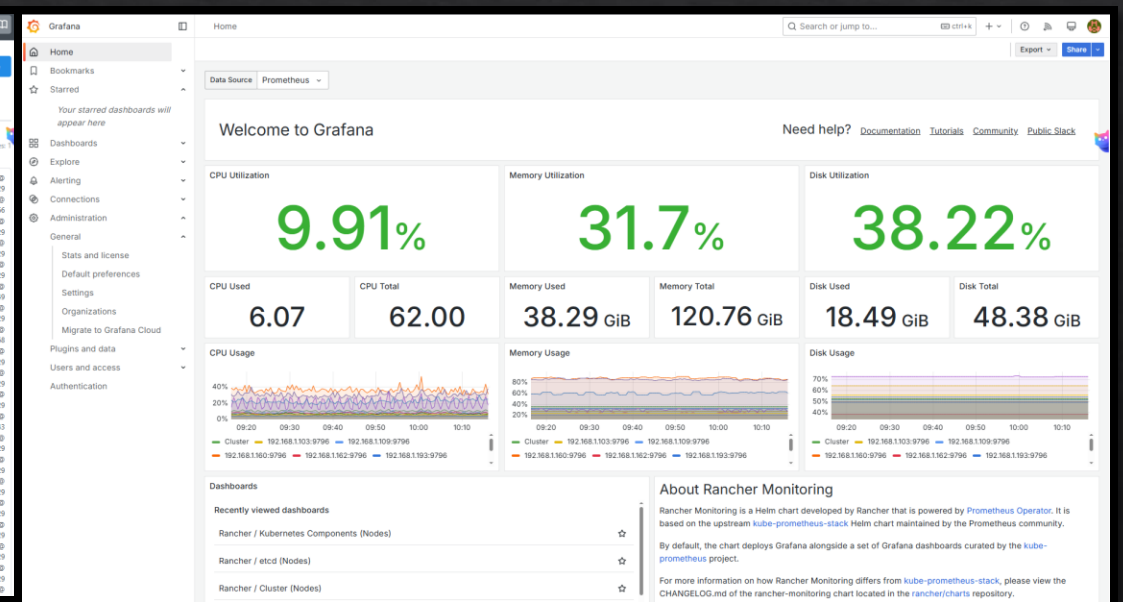 Grafana
Home
Search or jump to...
ctrl+k
Home
Bookmarks
Starred
Your starred dashboards will
appear here
Dashboards
Explore
Alerting
Connections
Administration
General
Stats and license
Default preferences
Settings
Organizations
Migrate to Grafana Cloud
Plugins and data
Users and access
Authentication
Export
Share
Data Source
Prometheus
Welcome to Grafana
Need help? Documentation Tutorials Community Public Slack
CPU Utilization
9.91%
Memory Utilization
31.7%
Disk Utilization
38.22%
CPU Used
6.07
CPU Total
62.00
Memory Used
38.29 GiB
Memory Total
120.76 GiB
Disk Used
18.49 GiB
Disk Total
48.38 GiB
CPU Usage
40%
20%
0%
09:20 09:30 09:40 09:50 10:00 10:10
Cluster 192.168.1.103:9796 192.168.1.109:9796
192.168.1.160:9796 192.168.1.162:9796 192.168.1.193:9796
Memory Usage
80%
60%
40%
20%
09:20 09:30 09:40 09:50 10:00 10:10
Cluster 192.168.1.103:9796 192.168.1.109:9796
192.168.1.160:9796 192.168.1.162:9796 192.168.1.193:9796
Disk Usage
70%
60%
50%
40%
09:20 09:30 09:40 09:50 10:00 10:10
Cluster 192.168.1.103:9796 192.168.1.109:9796
192.168.1.160:9796 192.168.1.162:9796 192.168.1.193:9796
Dashboards
Recently viewed dashboards
Rancher / Kubernetes Components (Nodes)
Rancher / etcd (Nodes)
Rancher / Cluster (Nodes)
About Rancher Monitoring
Rancher Monitoring is a Helm chart developed by Rancher that is powered by Prometheus Operator. It is
based on the upstream kube-prometheus-stack Helm chart maintained by the Prometheus community.
By default, the chart deploys Grafana alongside a set of Grafana dashboards curated by the kube-
prometheus project.
For more information on how Rancher Monitoring differs from kube-prometheus-stack, please view the
CHANGELOG.md of the rancher-monitoring chart located in the rancher/charts repository.